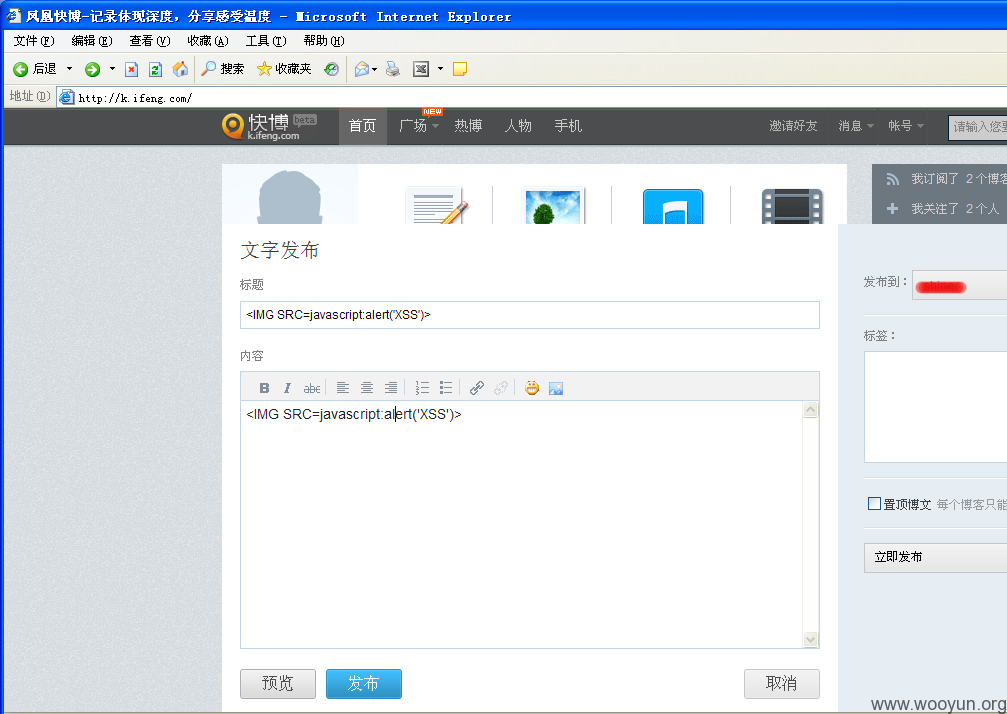 凤凰快博-记录体现深度，分享感受温度 - Microsoft Internet Explorer
文件(F) 编辑(E) 查看(V) 收藏(A) 工具(T) 帮助(H)
后退 搜索 收藏夹
地址(D) http://k.ifeng.com/
快博 beta k.ifeng.com 首页 广场 NEW 热博 人物 手机 邀请好友 消息 帐号 请输入您要
我订阅了 2个博客
我关注了 2个人
文字发布
标题
<IMG SRC=javascript:alert('XSS')>
内容
B I abc
<IMG SRC=javascript:alert('XSS')>
发布到：
标签：
置顶博文 每个博客只能
立即发布
预览 发布 取消
www.wooyun.org